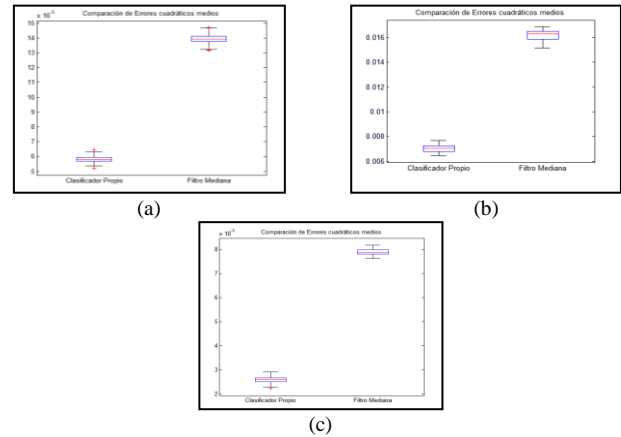 Comparación de Errores cuadráticos medios
x 10⁻³
15
14
13
12
11
10
9
8
7
6
5
Clasificador Propio Filtro Mediana
(a)
Comparación de Errores cuadráticos medios
0.016
0.014
0.012
0.010
0.008
0.006
Clasificador Propio Filtro Mediana
(b)
Comparación de Errores cuadráticos medios
x 10⁻³
8
7
6
5
4
3
2
Clasificador Propio Filtro Mediana
(c)